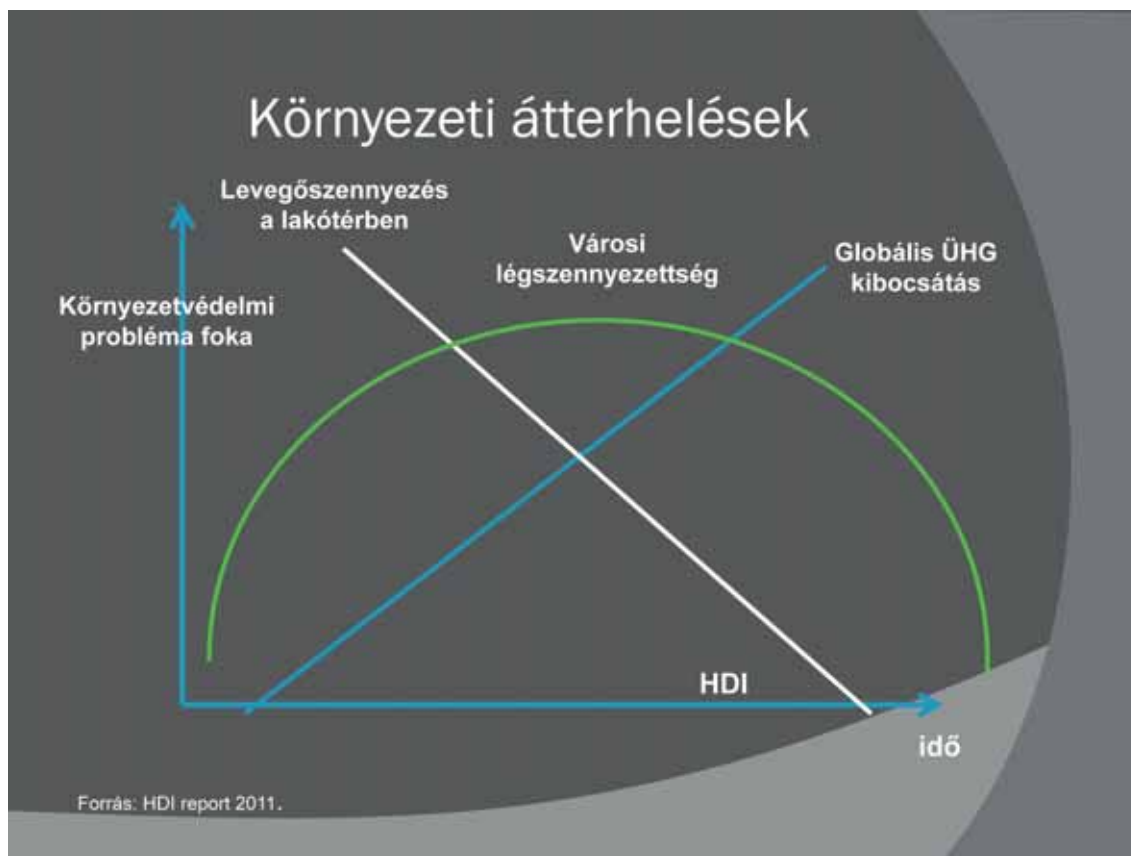 Környezeti átterhelések
Levegőszennyezés
a lakótérben
Városi
légszennyezettség
Globális ÜHG
kibocsátás
Környezetvédelmi
probléma foka
HDI
idő
Forrás: HDI report 2011.